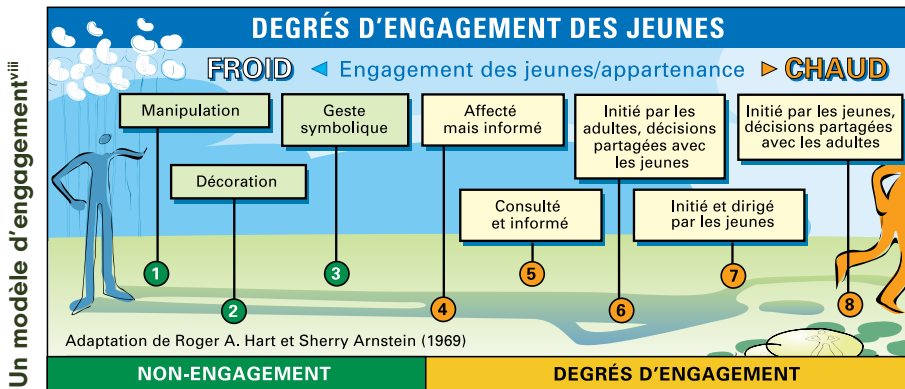 Un modèle d'engagement viii
DEGRÉS D'ENGAGEMENT DES JEUNES
FROID ◄ Engagement des jeunes/appartenance ► CHAUD
Manipulation
Décoration
Geste
symbolique
Affecté
mais informé
Consulté
et informé
Initié par les
adultes, décisions
partagées avec
les jeunes
Initié et dirigé
par les jeunes
Initié par les jeunes,
décisions partagées
avec les adultes
1
2
3
4
5
6
7
8
Adaptation de Roger A. Hart et Sherry Arnstein (1969)
NON-ENGAGEMENT
DEGRÉS D'ENGAGEMENT